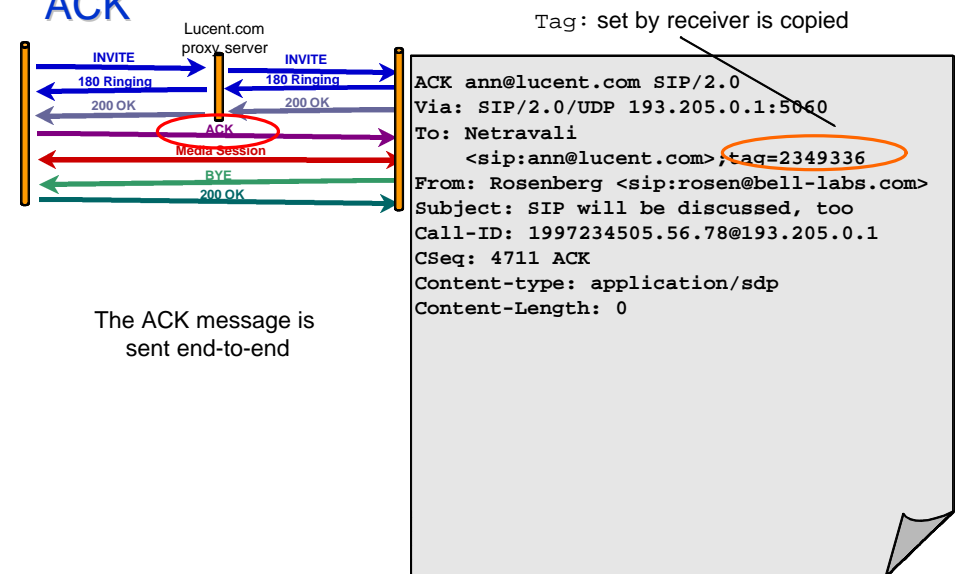 ACK
Tag: set by receiver is copied
Lucent.com
proxy server
INVITE
INVITE
180 Ringing
180 Ringing
200 OK
200 OK
ACK
Media Session
BYE
200 OK
ACK ann@lucent.com SIP/2.0
Via: SIP/2.0/UDP 193.205.0.1:5060
To: Netravali
<sip:ann@lucent.com>;tag=2349336
From: Rosenberg <sip:rosen@bell-labs.com>
Subject: SIP will be discussed, too
Call-ID: 1997234505.56.78@193.205.0.1
CSeq: 4711 ACK
Content-type: application/sdp
Content-Length: 0
The ACK message is
sent end-to-end